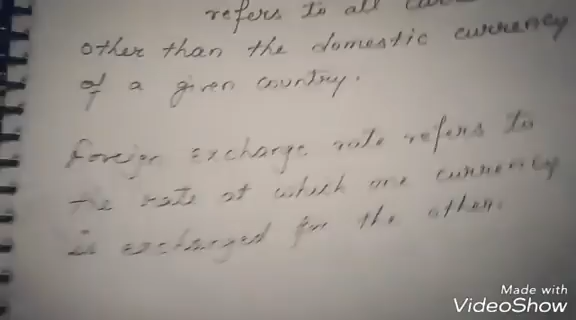 refers to all
other than the domestic currency
of a given country.
Foreign exchange rate refers to
the rate at which one currency
is exchanged for the other.
Made with
VideoShow